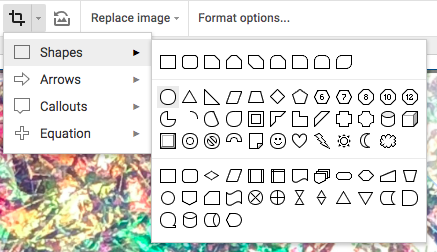 Replace image
Format options...
Shapes
Arrows
Callouts
Equation
6 7 8 10 12